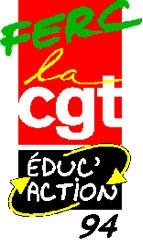 FERC
la
cgt
ÉDUC'
ACTION
94